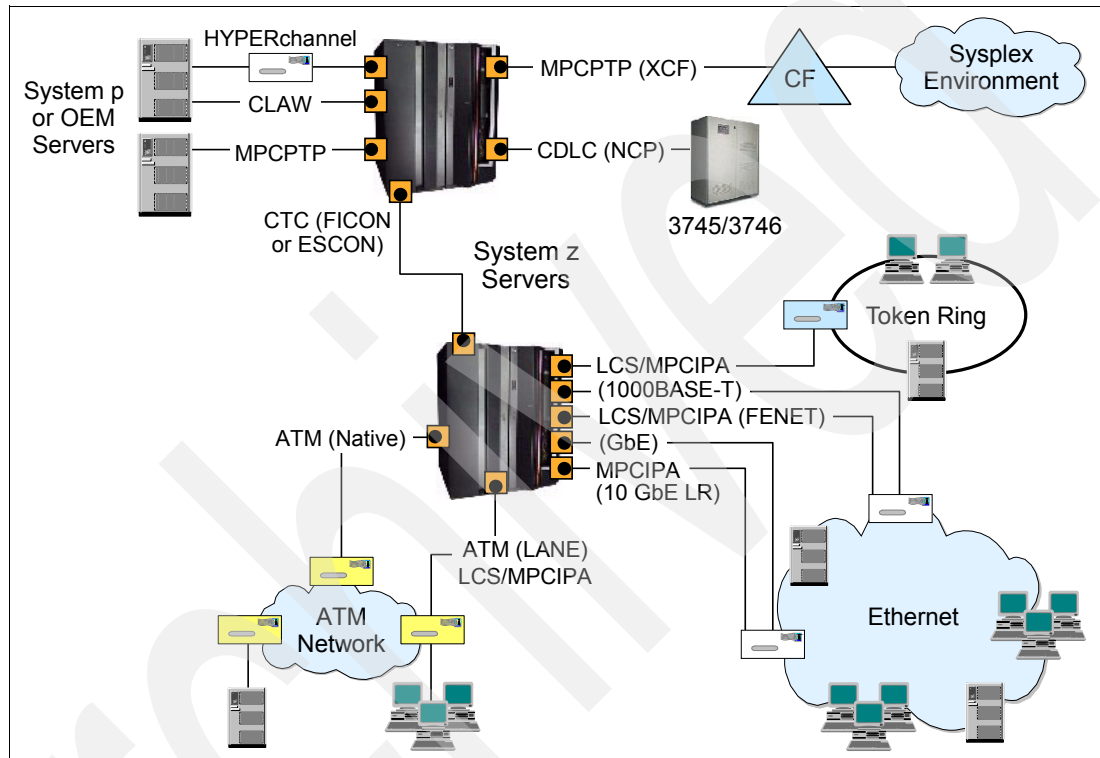 HYPERchannel
System p
or OEM
Servers
CLAW
MPCPTP
MPCPTP (XCF)
CF
Sysplex
Environment
CDLC (NCP)
3745/3746
CTC (FICON
or ESCON)
System z
Servers
Token Ring
LCS/MPCIPA
(1000BASE-T)
LCS/MPCIPA (FENET)
(GbE)
MPCIPA
(10 GbE LR)
ATM (Native)
ATM (LANE)
LCS/MPCIPA
ATM
Network
Ethernet